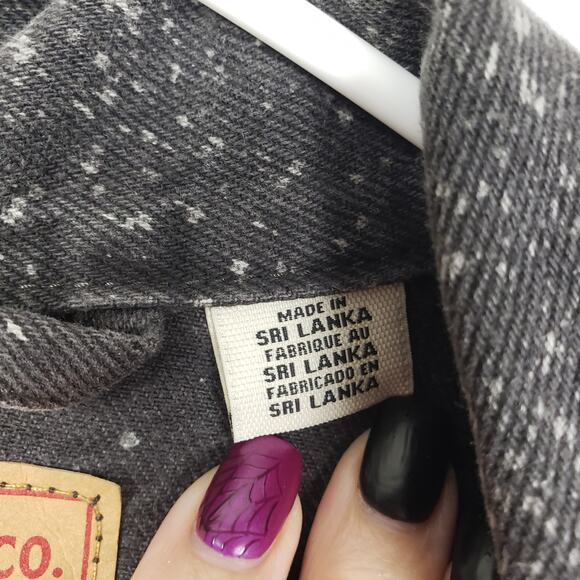 MADE IN
SRI LANKA
FABRIQUE AU
SRI LANKA
FABRICADO EN
SRI LANKA
CO.